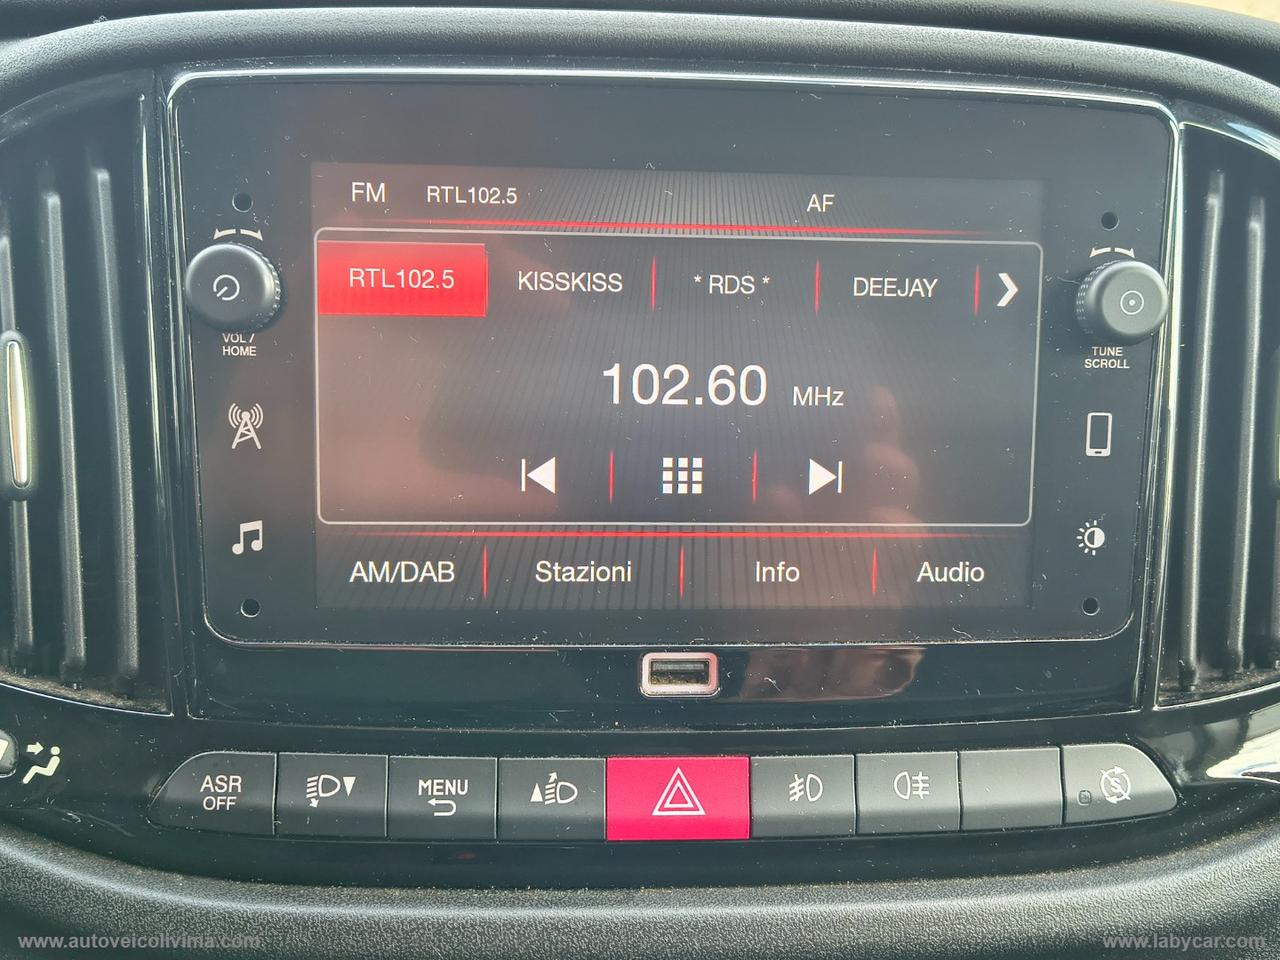 FM RTL102.5 AF
RTL102.5 KISSKISS * RDS * DEEJAY
VOL / HOME
TUNE SCROLL
102.60 MHz
AM/DAB Stazioni Info Audio
ASR OFF
MENU
www.autoveicolivima.com
www.labycar.com